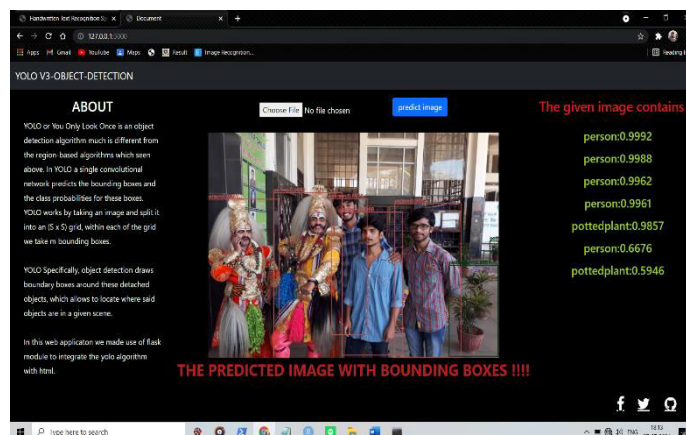 Handwritten Text Recognition Sy
Document
127.0.0.1:3000
Apps
Gmail
YouTube
Maps
Result
Image Recognition...
Reading
YOLO V3-OBJECT-DETECTION
ABOUT
YOLO or You Only Look Once is an object
detection algorithm much is different from
the region-based algorithms which seen
above. In YOLO a single convolutional
network predicts the bounding boxes and
the class probabilities for these boxes.
YOLO works by taking an image and split it
into an (S x S) grid, within each of the grid
we take m bounding boxes.
YOLO Specifically, object detection draws
boundary boxes around these detached
objects, which allows to locate where said
objects are in a given scene.
In this web applicaton we made use of flask
module to integrate the yolo algorithm
with html.
Choose File No file chosen
predict image
THE PREDICTED IMAGE WITH BOUNDING BOXES !!!!
The given image contains
person:0.9992
person:0.9988
person:0.9962
person:0.9961
pottedplant:0.9857
person:0.6676
pottedplant:0.5946
Type here to search
ENG
18:13